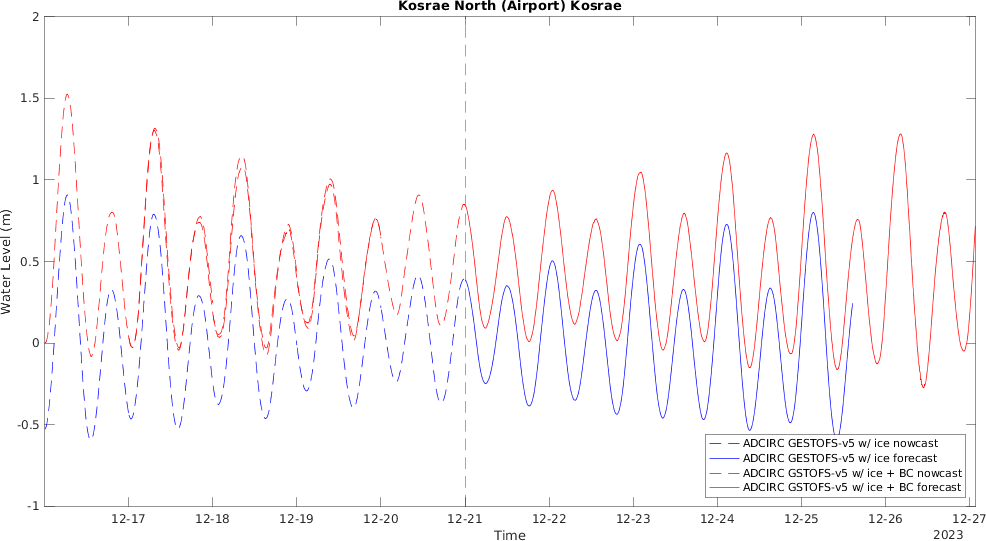 Kosrae North (Airport) Kosrae
2
1.5
1
0.5
0
-0.5
-1
Water Level (m)
12-17
12-18
12-19
12-20
12-21
12-22
12-23
12-24
12-25
12-26
12-27
Time
2023
ADCIRC GESTOFS-v5 w/ ice nowcast
ADCIRC GESTOFS-v5 w/ ice forecast
ADCIRC GSTOFS-v5 w/ ice + BC nowcast
ADCIRC GSTOFS-v5 w/ ice + BC forecast